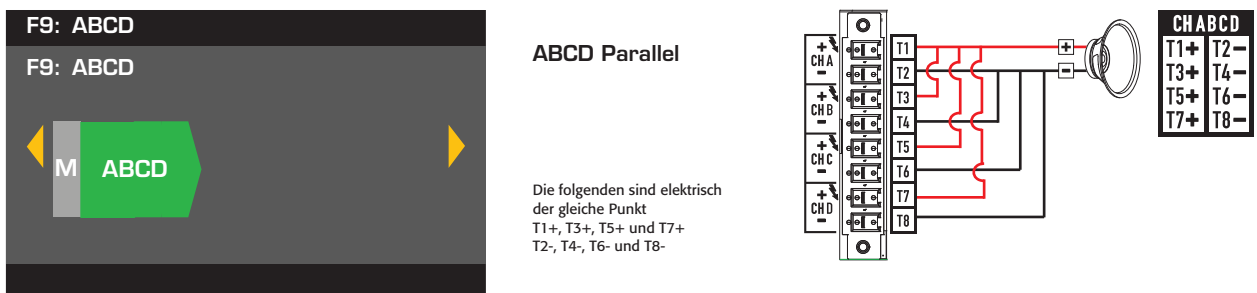 F9: ABCD
F9: ABCD
M ABCD
ABCD Parallel
Die folgenden sind elektrisch
der gleiche Punkt
T1+, T3+, T5+ und T7+
T2-, T4-, T6- und T8-
+
CH A
−
+
CH B
−
+
CH C
−
+
CH D
−
T1
T2
T3
T4
T5
T6
T7
T8
+
−
CHABCD
T1+ T2−
T3+ T4−
T5+ T6−
T7+ T8−